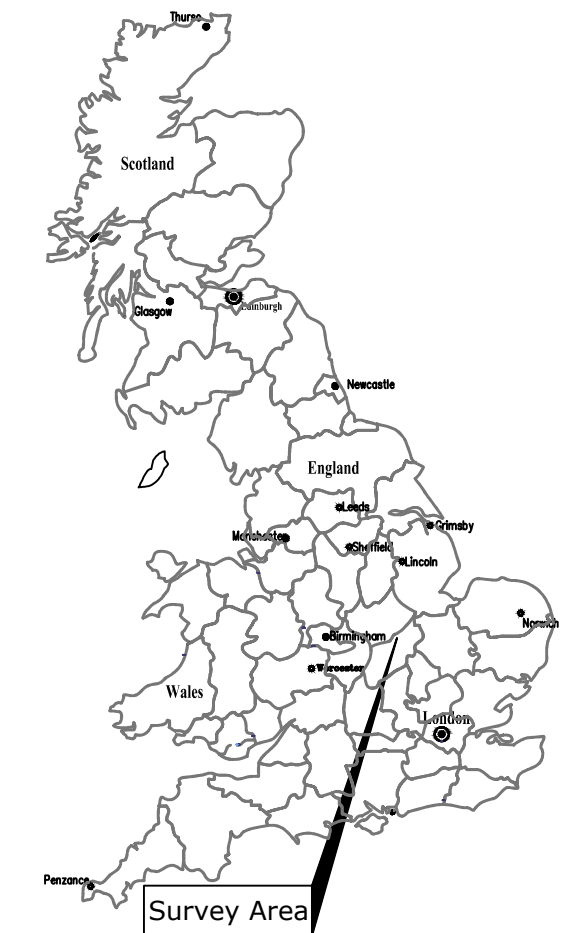 Thurso
Scotland
Edinburgh
Glasgow
Newcastle
England
Leeds
Grimsby
Manchester
Sheffield
Lincoln
Norwich
Birmingham
Worcester
Wales
London
Penzance
Survey Area